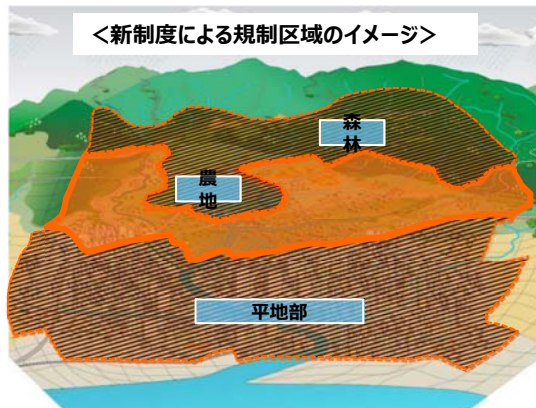 ＜新制度による規制区域のイメージ＞
森
林
農
地
平地部